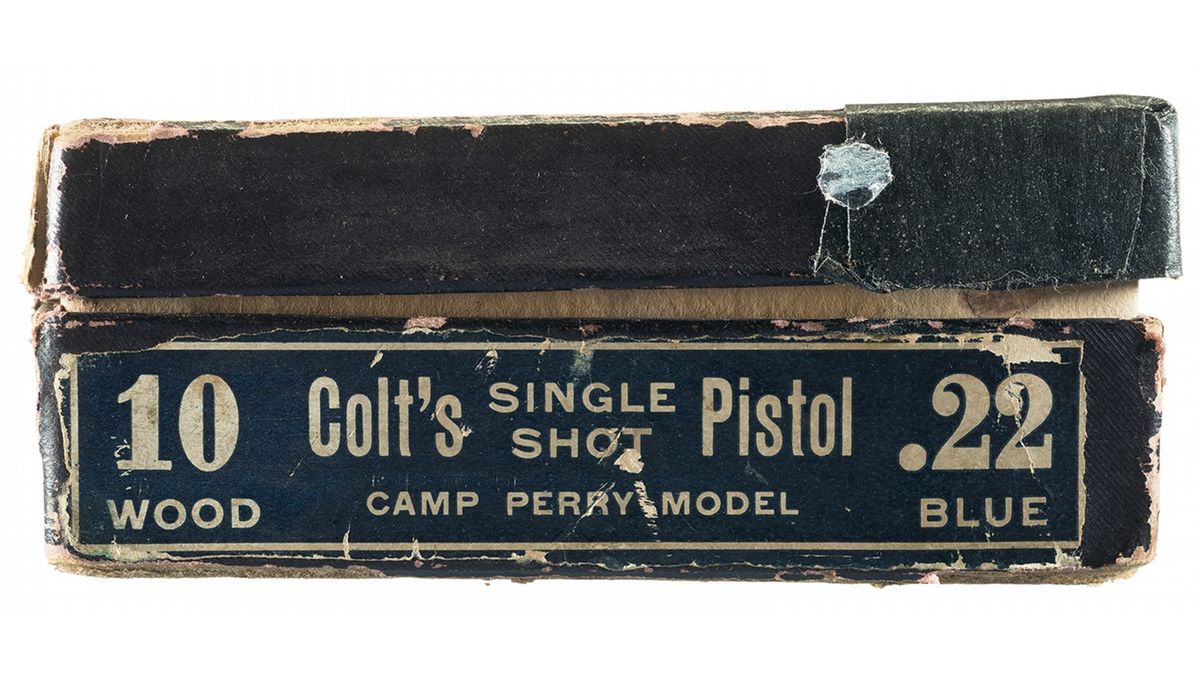 10 Colt's SINGLE SHOT Pistol .22
WOOD CAMP PERRY MODEL BLUE